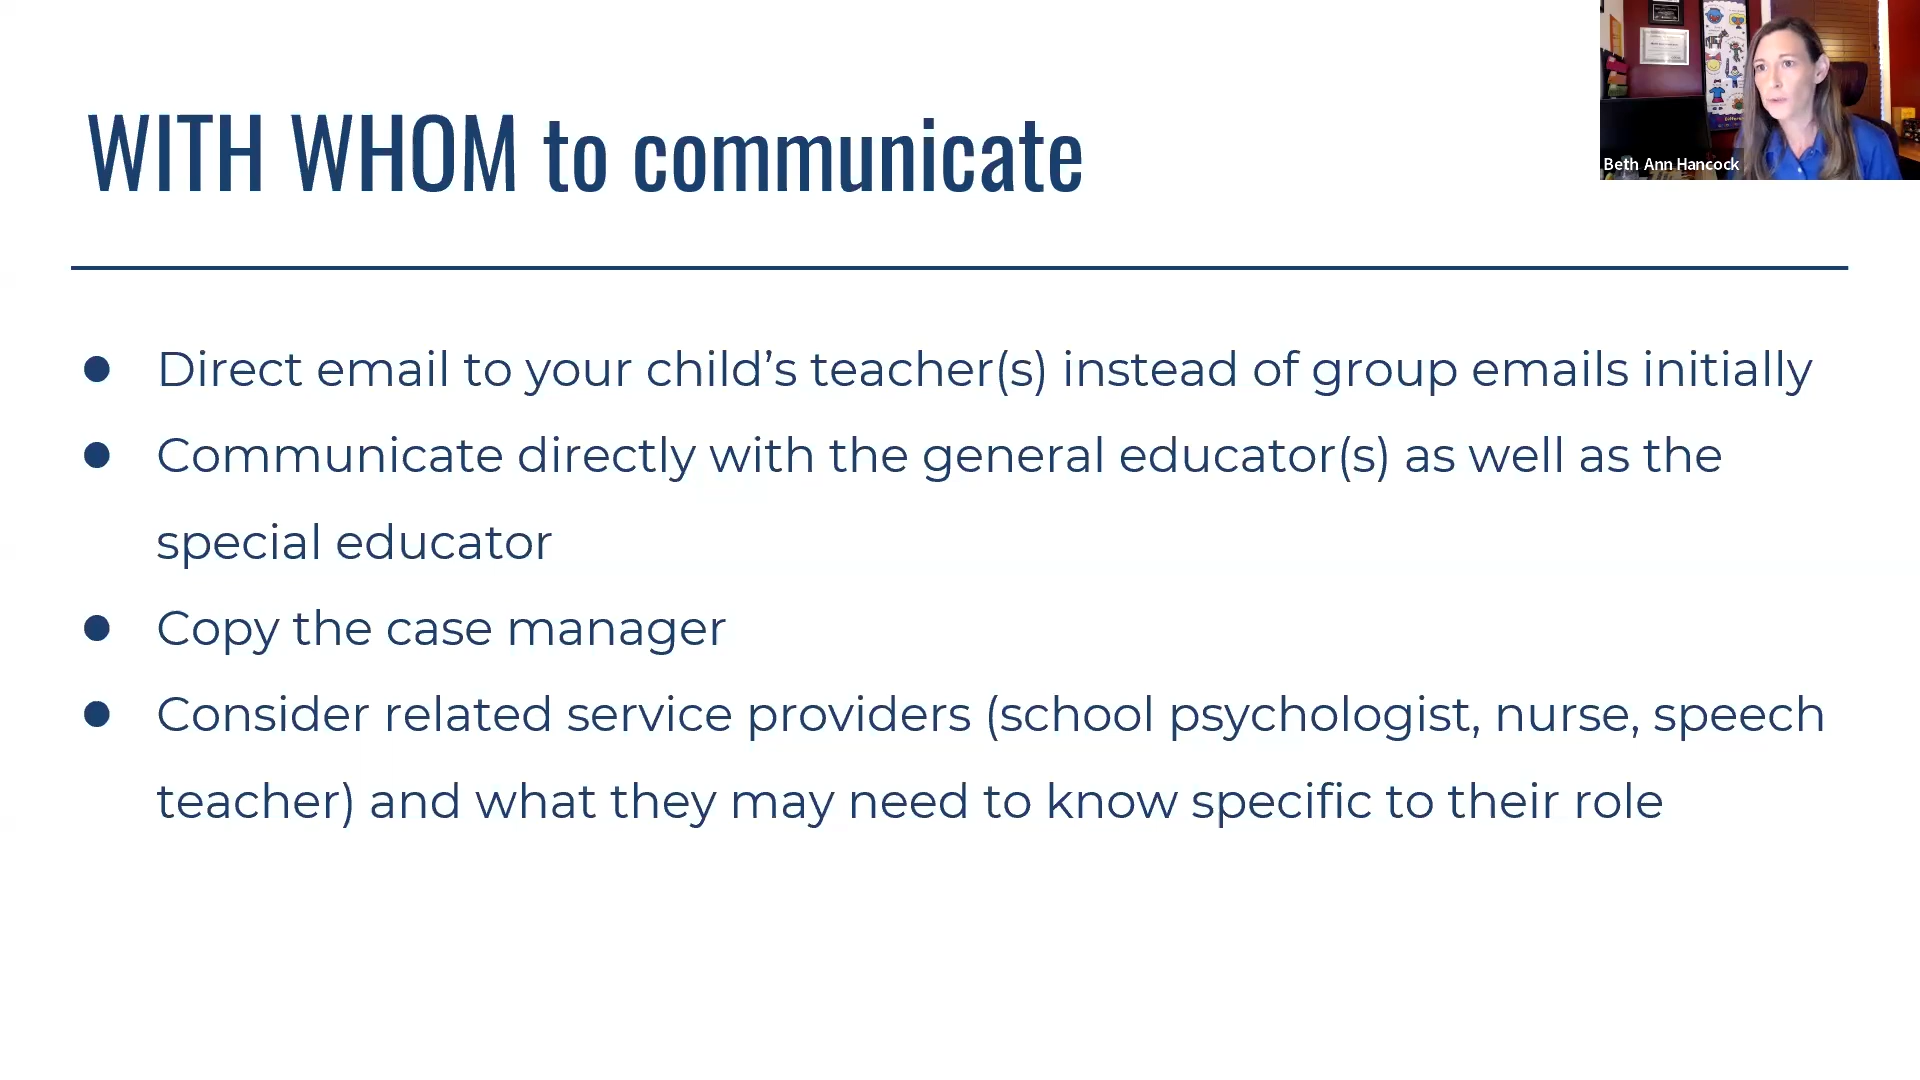 WITH WHOM to communicate
Beth Ann Hancock
● Direct email to your child’s teacher(s) instead of group emails initially
● Communicate directly with the general educator(s) as well as the
special educator
● Copy the case manager
● Consider related service providers (school psychologist, nurse, speech
teacher) and what they may need to know specific to their role